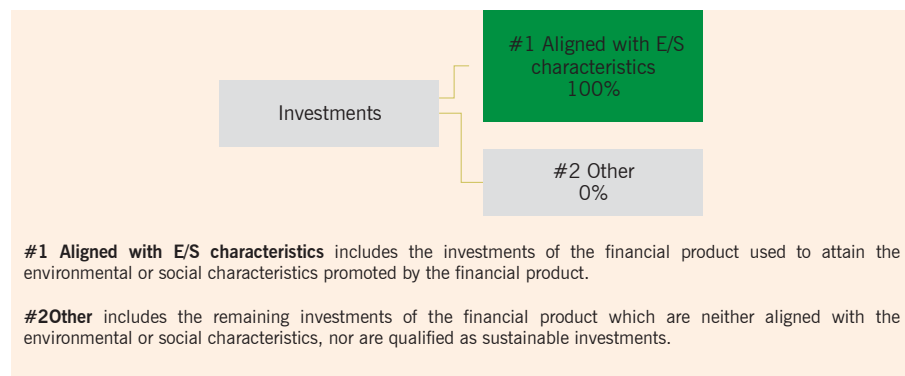 #1 Aligned with E/S
characteristics
100%
Investments
#2 Other
0%
#1 Aligned with E/S characteristics includes the investments of the financial product used to attain the
environmental or social characteristics promoted by the financial product.
#2Other includes the remaining investments of the financial product which are neither aligned with the
environmental or social characteristics, nor are qualified as sustainable investments.